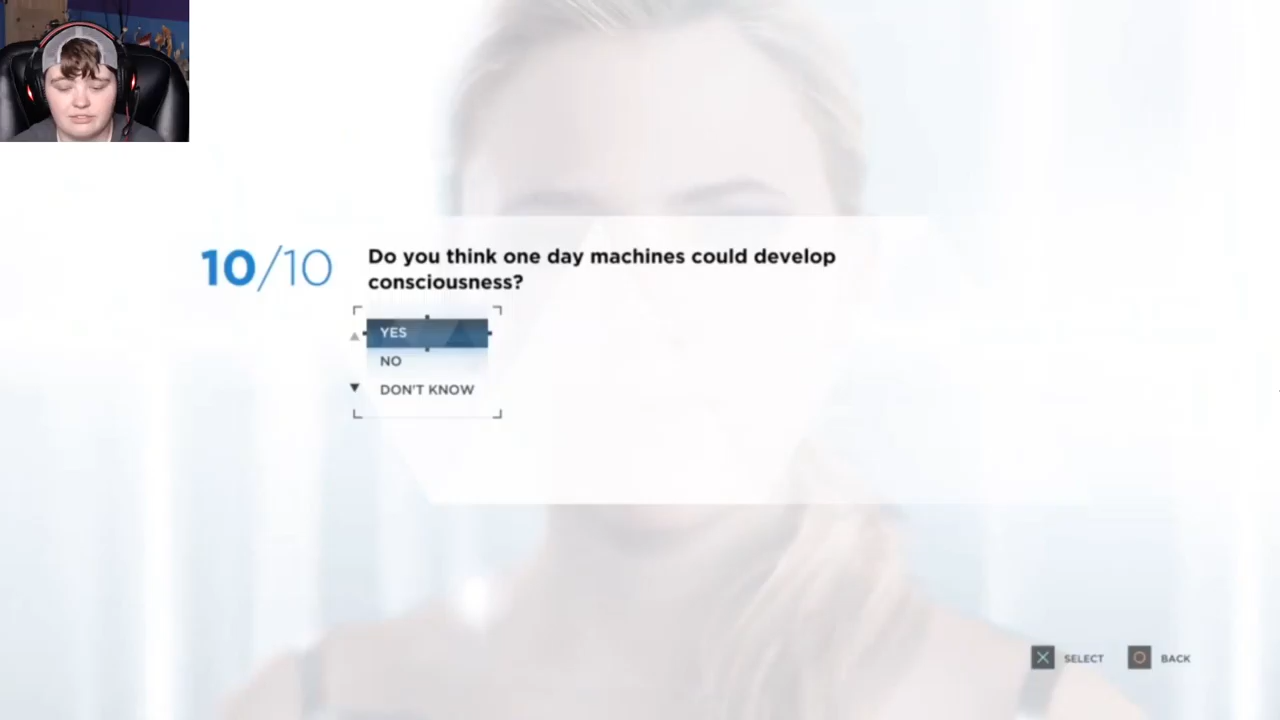 10/10
Do you think one day machines could develop
consciousness?
YES
NO
DON'T KNOW
SELECT
BACK